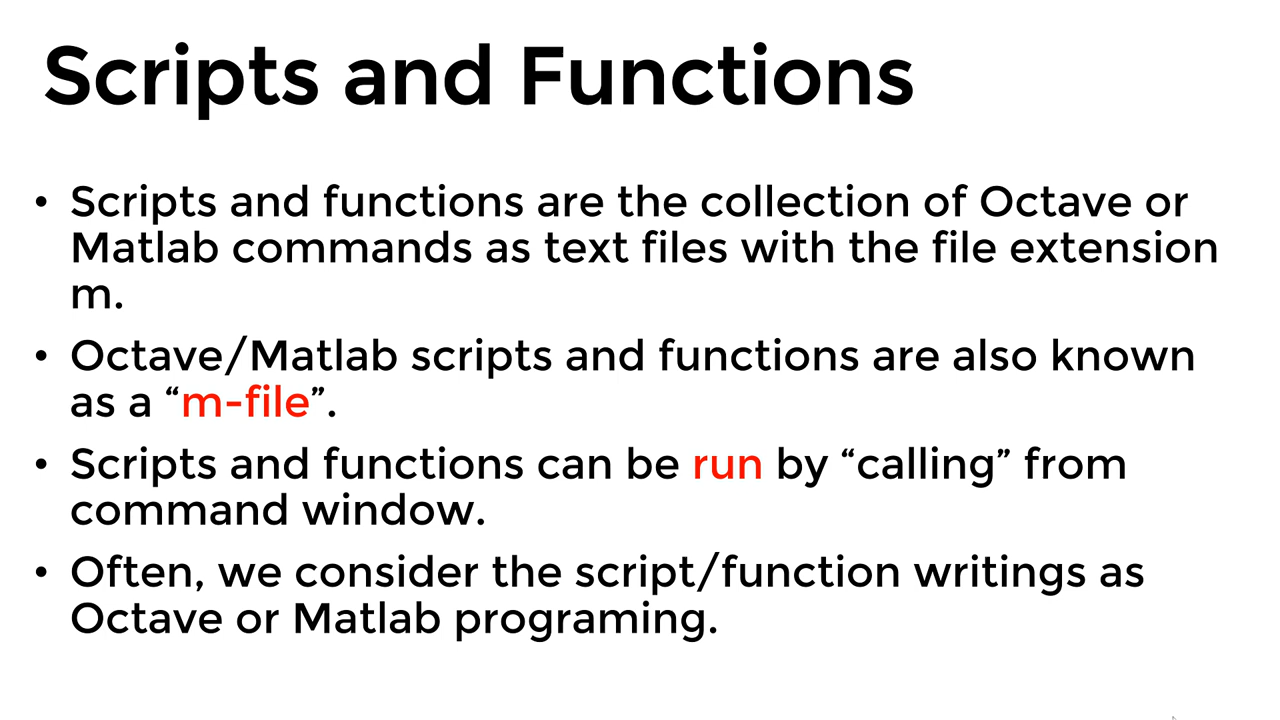 Scripts and Functions
• Scripts and functions are the collection of Octave or
Matlab commands as text files with the file extension
m.
• Octave/Matlab scripts and functions are also known
as a “m-file”.
• Scripts and functions can be run by “calling” from
command window.
• Often, we consider the script/function writings as
Octave or Matlab programing.